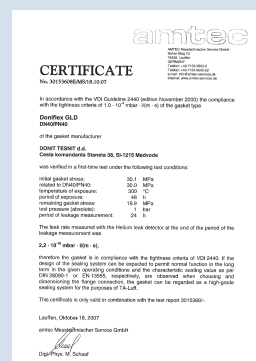 amtec
AMTEC Messtechnischer Service GmbH
Hoher Steg 13
74348 Lauffen
GERMANY
CERTIFICATE
No. 30153608E/MS/18.10.07
In accordance with the VDI Guideline 2440 (edition November 2000) the compliance
with the tightness criteria of 1.0 · 10⁻⁴ mbar · l/(m · s), of the gasket type
Doniflex GLD
DN40/PN40
of the gasket manufacturer
DONIT TESNIT d.d.
Cesta komandanta Staneta 38, SI-1215 Medvode
was verified in a first-time test under the following test conditions:
initial gasket stress: 30.1 MPa
related to DN40/PN40: 30.0 MPa
temperature of exposure: 300 °C
period of exposure: 48 h
remaining gasket stress: 19.9 MPa
test pressure (absolute): 1 bar
period of leakage measurement: 24 h
The leak rate measured with the Helium leak detector at the end of the period of the
leakage measurement was
mbar · l/(m · s),
therefore the gasket is in compliance with the tightness criteria of VDI 2440. If the
design of the sealing system can be expected to permit normal function in the long
term in the given operating conditions and the characteristic sealing value as per
DIN 28090-1 or EN 13555, respectively, are observed when choosing and
dimensioning the flange connection, the gasket can be regarded as a high-grade
sealing system for the purposes of TA-Luft.
This certificate is only valid in combination with the test report
Lauffen, Oktober 18, 2007
amtec Messtechnischer Service GmbH
Dipl.-Phys. M. Schaaf